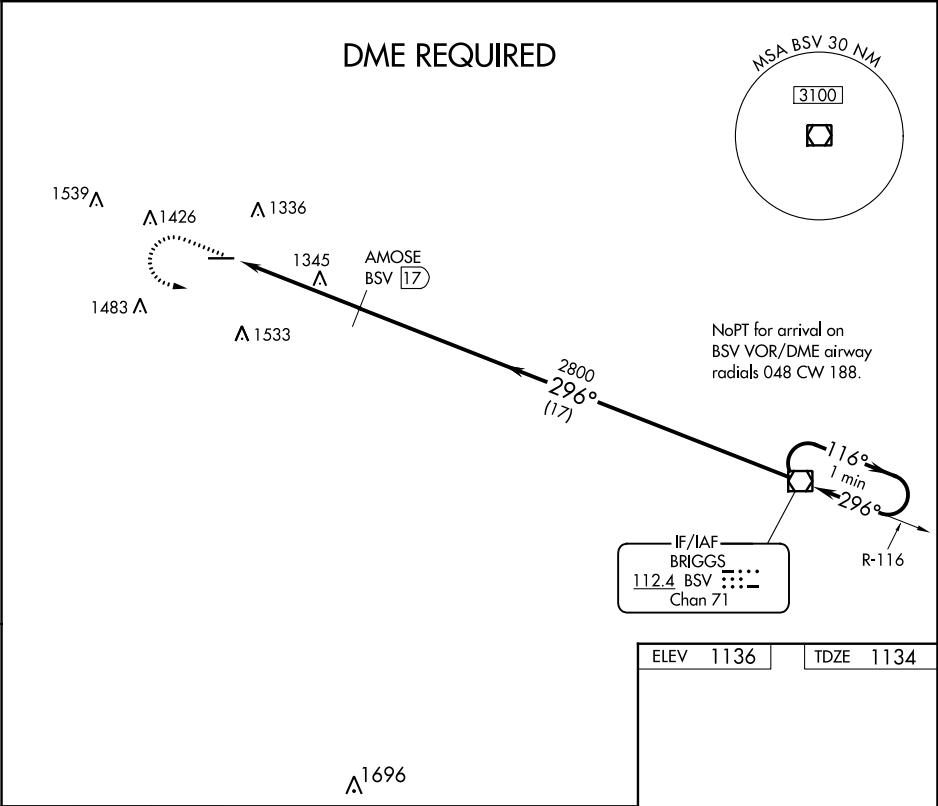 DME REQUIRED
MSA BSV 30 NM
3100
1539
1426
1336
1345
AMOSE
BSV 17
1483
1533
NoPT for arrival on
BSV VOR/DME airway
radials 048 CW 188.
2800
296°
(17)
116°
1 min
296°
R-116
IF/IAF
BRIGGS
112.4 BSV
Chan 71
ELEV 1136
TDZE 1134
1696